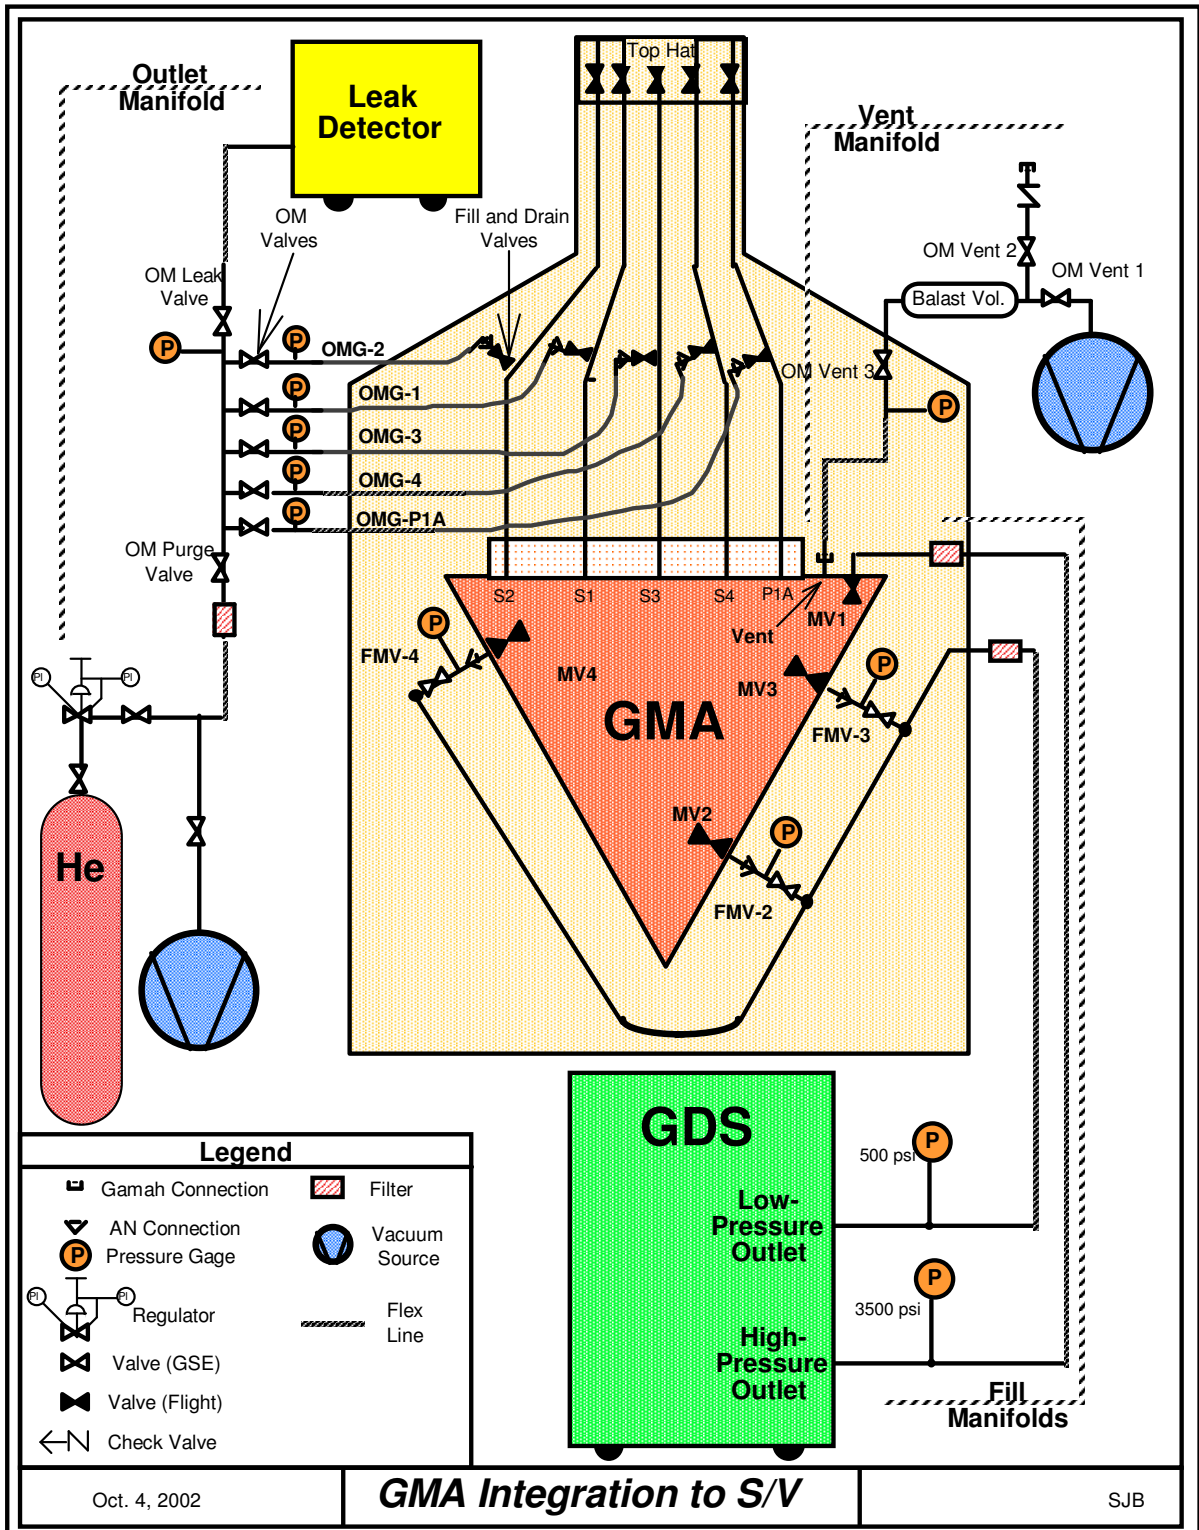 Top Hat
Outlet
Manifold
Leak
Detector
Vent
Manifold
OM
Valves
Fill and Drain
Valves
OM Vent 2
OM Vent 1
OM Leak
Valve
Balast Vol.
P
P
OMG-2
OM Vent 3
P
OMG-1
P
P
OMG-3
P
OMG-4
P
OMG-P1A
OM Purge
Valve
S2
S1
S3
S4
P1A
MV1
Vent
P
FMV-4
MV4
MV3
P
PI
PI
GMA
FMV-3
MV2
P
He
FMV-2
GDS
P
500 psi
Low-
Pressure
Outlet
P
3500 psi
High-
Pressure
Outlet
Fill
Manifolds
Legend
Gamah Connection
Filter
AN Connection
P
Pressure Gage
Vacuum
Source
PI
PI
Regulator
Flex
Line
Valve (GSE)
Valve (Flight)
Check Valve
Oct. 4, 2002
GMA Integration to S/V
SJB